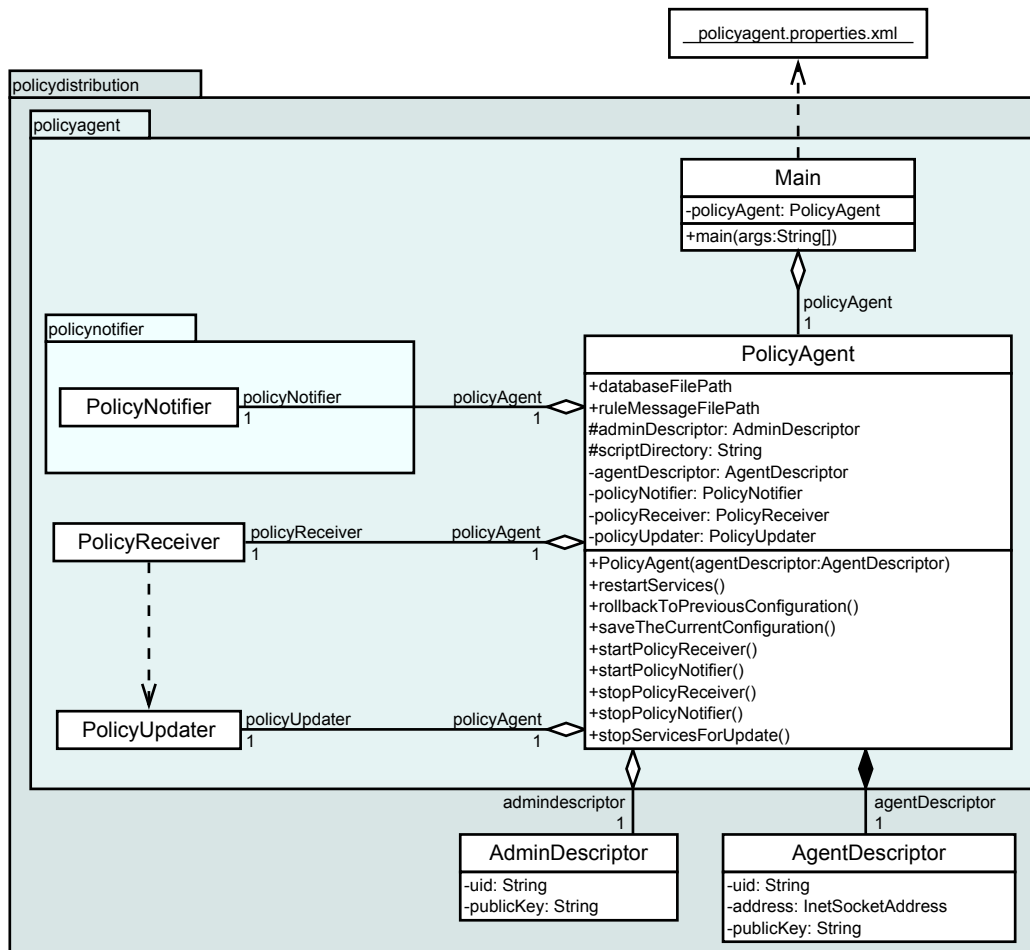 policyagent.properties.xml
policydistribution
policyagent
Main
-policyAgent: PolicyAgent
+main(args:String[])
policyAgent
1
policynotifier
PolicyNotifier
policyNotifier
1
policyAgent
1
PolicyAgent
+databaseFilePath
+ruleMessageFilePath
#adminDescriptor: AdminDescriptor
#scriptDirectory: String
-agentDescriptor: AgentDescriptor
-policyNotifier: PolicyNotifier
-policyReceiver: PolicyReceiver
-policyUpdater: PolicyUpdater
+PolicyAgent(agentDescriptor:AgentDescriptor)
+restartServices()
+rollbackToPreviousConfiguration()
+saveTheCurrentConfiguration()
+startPolicyReceiver()
+startPolicyNotifier()
+stopPolicyReceiver()
+stopPolicyNotifier()
+stopServicesForUpdate()
PolicyReceiver
policyReceiver
1
policyAgent
1
PolicyUpdater
policyUpdater
1
policyAgent
1
admindescriptor
1
agentDescriptor
1
AdminDescriptor
-uid: String
-publicKey: String
AgentDescriptor
-uid: String
-address: InetSocketAddress
-publicKey: String